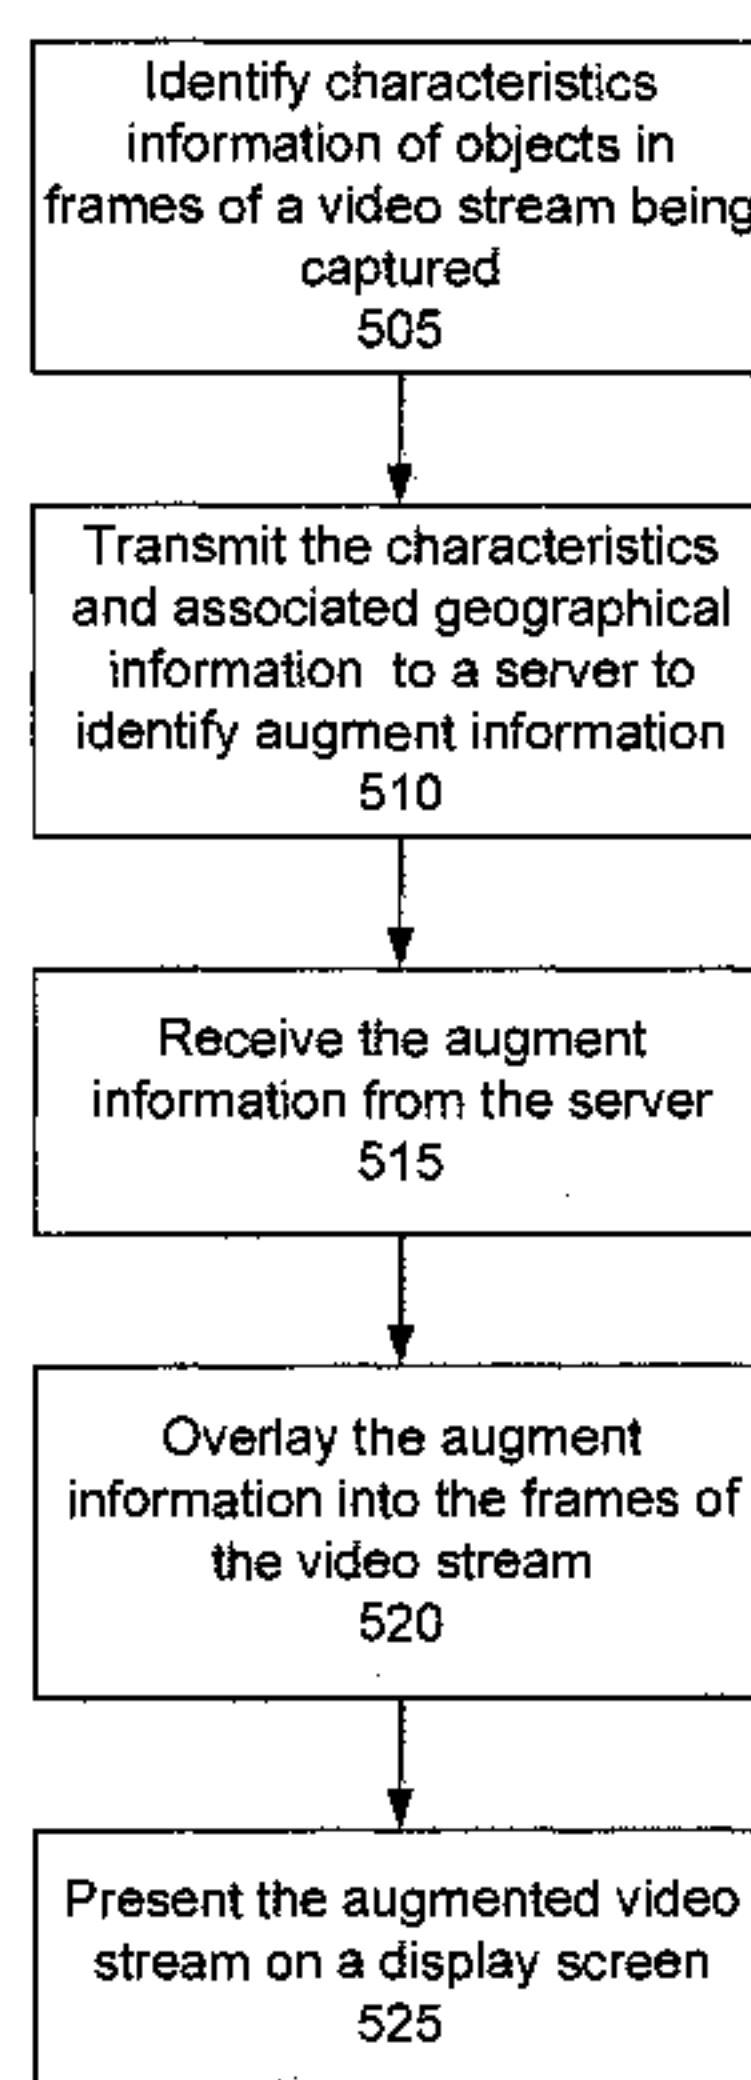 Identify characteristics
information of objects in
frames of a video stream being
captured
505
Transmit the characteristics
and associated geographical
information to a server to
identify augment information
510
Receive the augment
information from the server
515
Overlay the augment
information into the frames of
the video stream
520
Present the augmented video
stream on a display screen
525